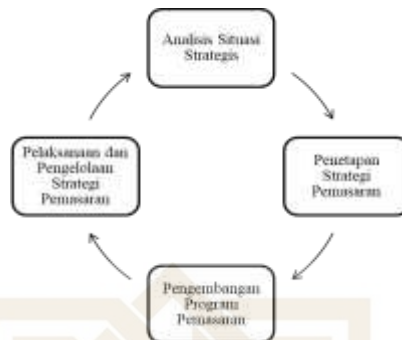 Analisis Situasi
Strategis
Pelaksanaan dan
Pengelolaan
Strategi
Pemasaran
Penetapan
Strategi
Pemasaran
Pengembangan
Program
Pemasaran